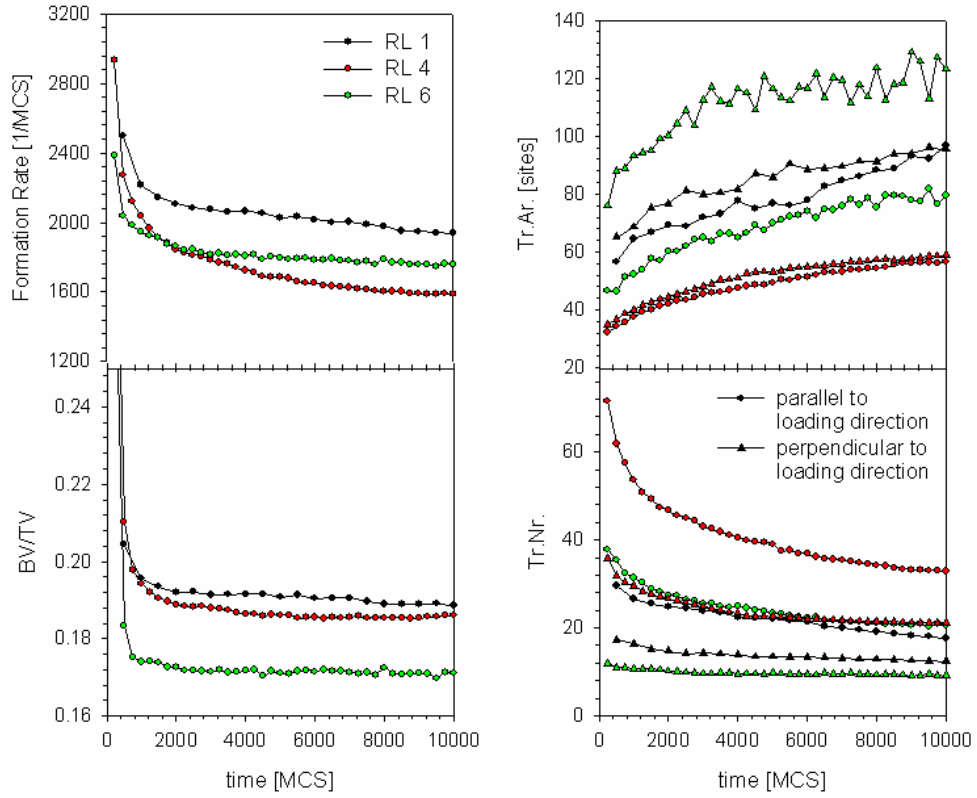 3200
2800
2400
2000
1600
1200
Formation Rate [1/MCS]
RL 1
RL 4
RL 6
140
120
100
80
60
40
20
Tr.Ar. [sites]
0.24
0.22
0.20
0.18
0.16
BV/TV
0
2000
4000
6000
8000
10000
time [MCS]
60
40
20
0
Tr.Nr.
parallel to
loading direction
perpendicular to
loading direction
0
2000
4000
6000
8000
10000
time [MCS]